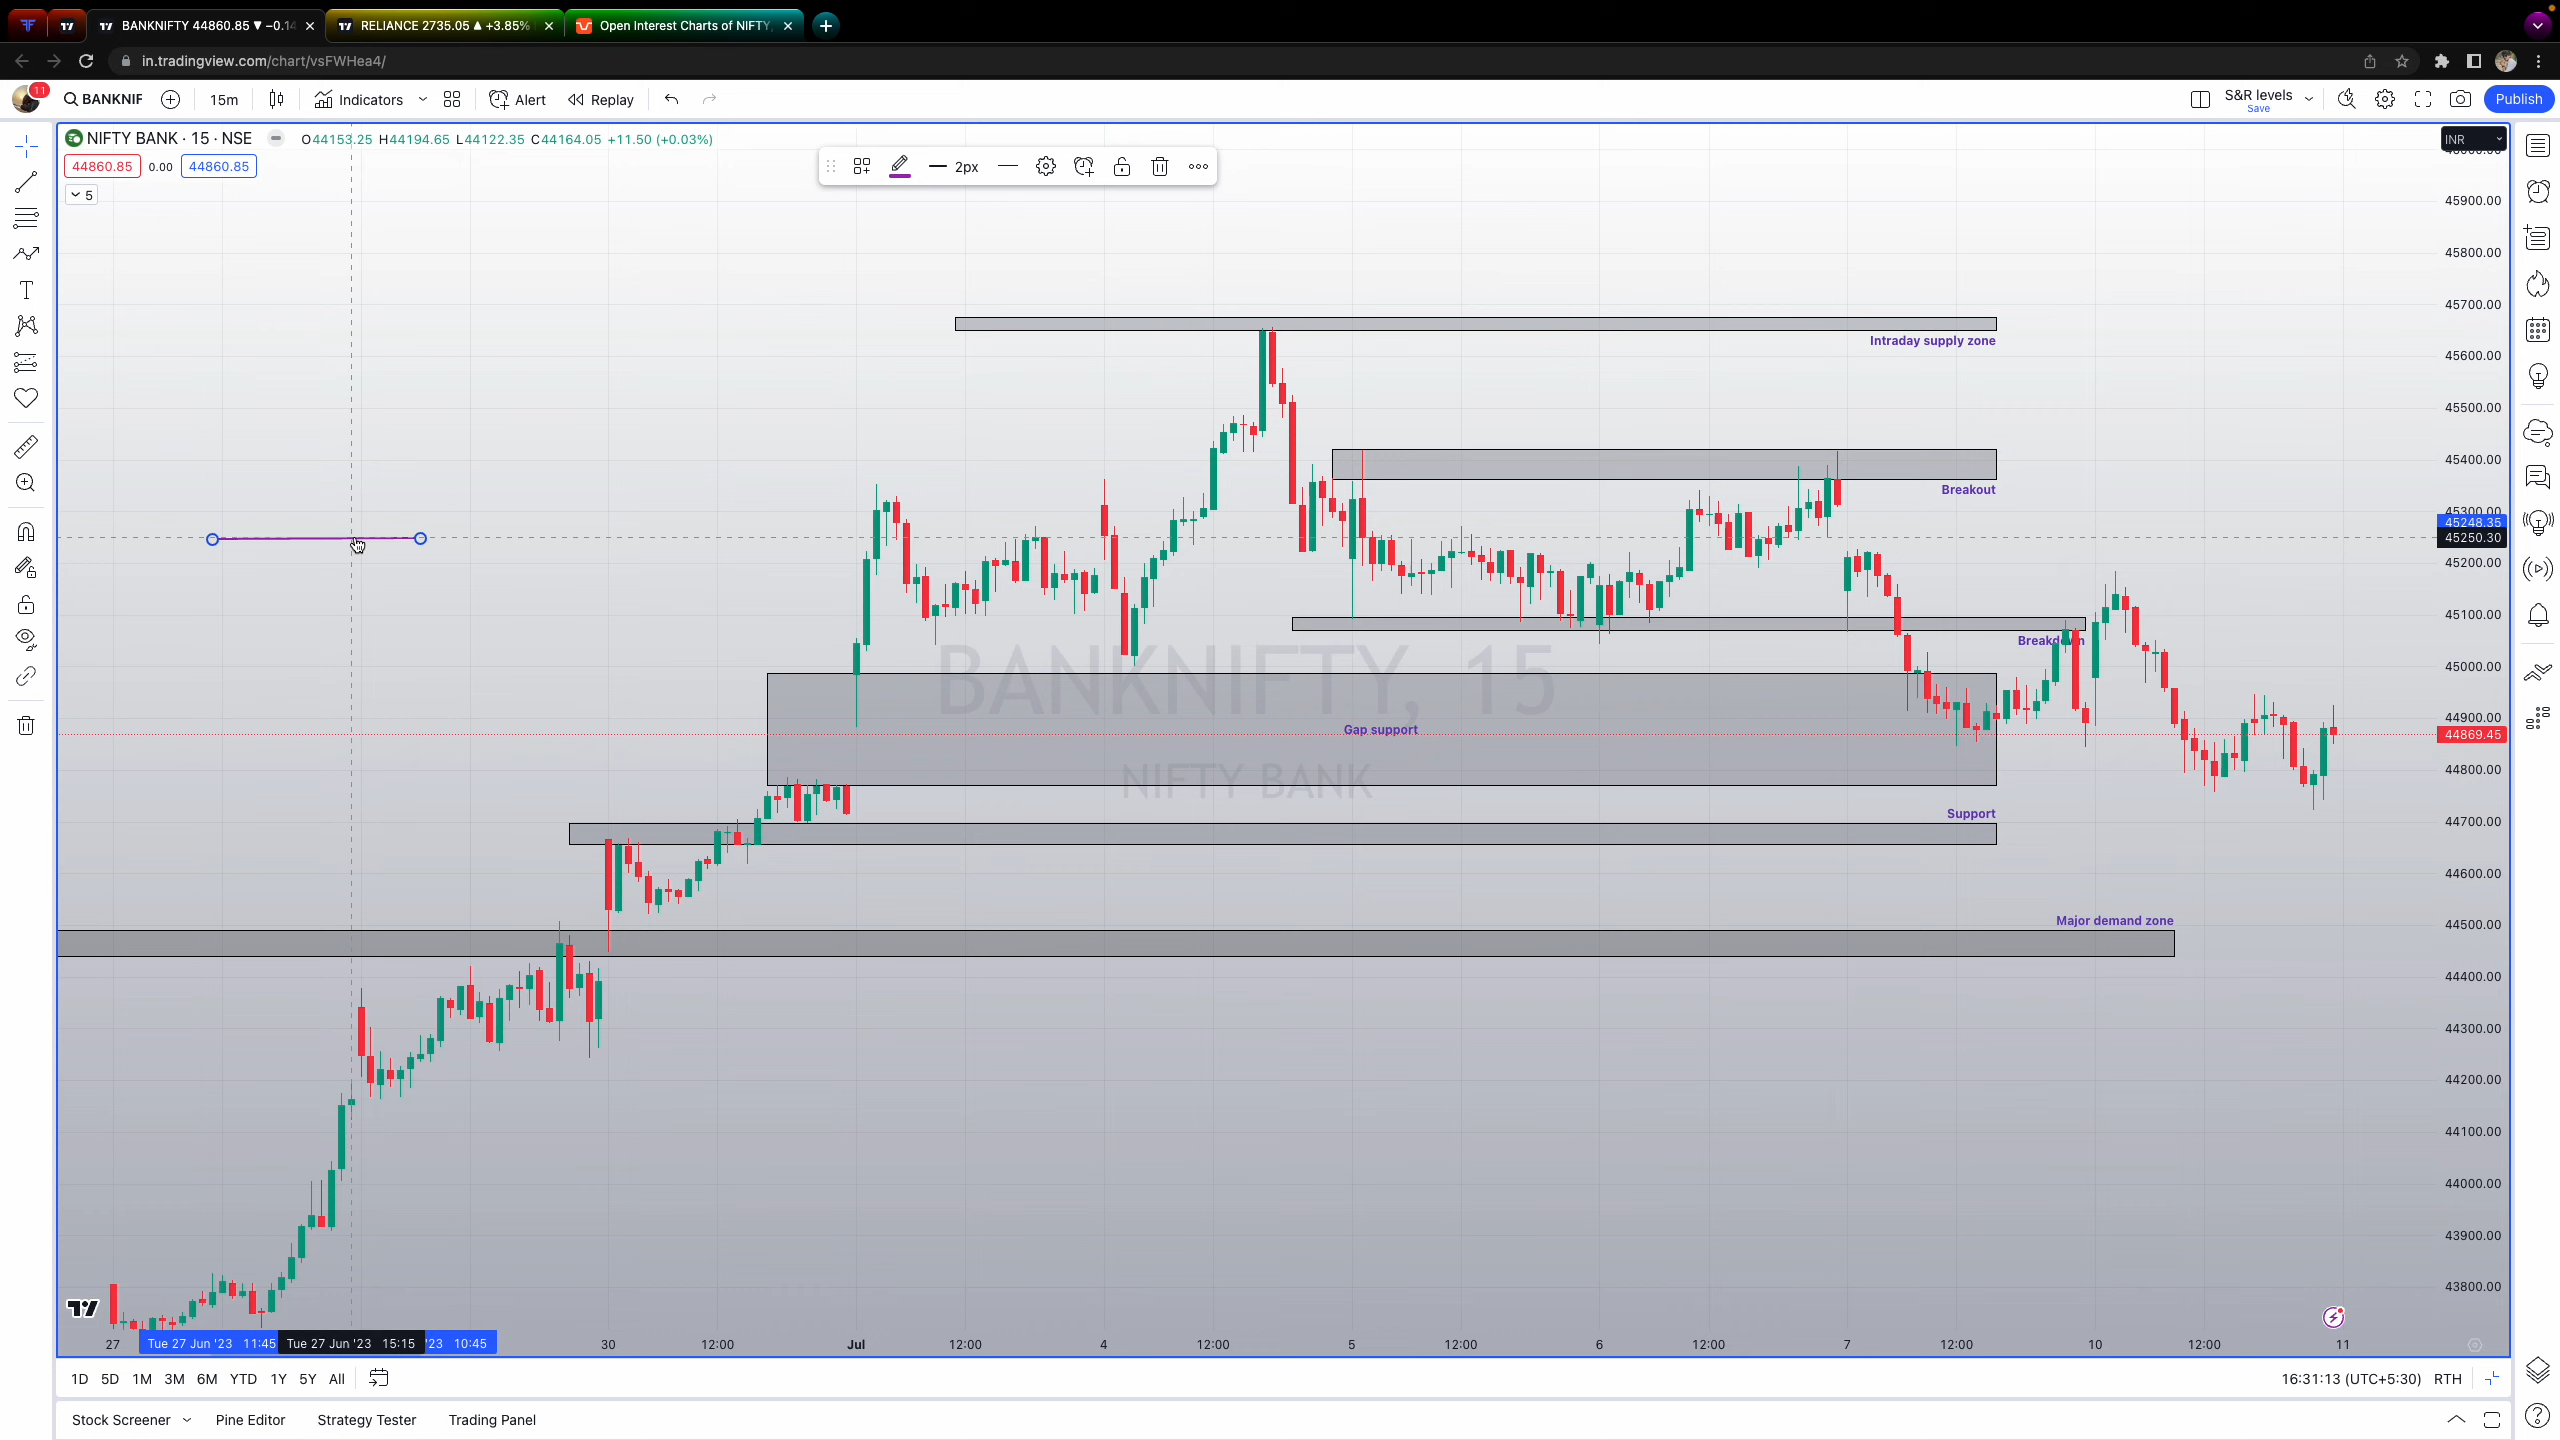 BANKNIFTY 44860.85 ▼ −0.14
RELIANCE 2735.05 ▲ +3.85%
Open Interest Charts of NIFTY,
in.tradingview.com/chart/vsFWHea4/
11
BANKNIF
15m
Indicators
Alert
Replay
S&R levels
Save
Publish
NIFTY BANK · 15 · NSE
O44153.25 H44194.65 L44122.35 C44164.05 +11.50 (+0.03%)
INR
44860.85
0.00
44860.85
2px
5
45900.00
45800.00
45700.00
45600.00
Intraday supply zone
45500.00
45400.00
Breakout
45300.00
45248.35
45250.30
45200.00
45100.00
Breakdown
45000.00
BANKNIFTY, 15
44900.00
Gap support
44869.45
NIFTY BANK
44800.00
Support
44700.00
44600.00
Major demand zone
44500.00
44400.00
44300.00
44200.00
44100.00
44000.00
43900.00
43800.00
27
Tue 27 Jun '23 11:45
Tue 27 Jun '23 15:15
'23 10:45
30
12:00
Jul
12:00
4
12:00
5
12:00
6
12:00
7
12:00
10
12:00
11
1D 5D 1M 3M 6M YTD 1Y 5Y All
16:31:13 (UTC+5:30) RTH
Stock Screener
Pine Editor
Strategy Tester
Trading Panel